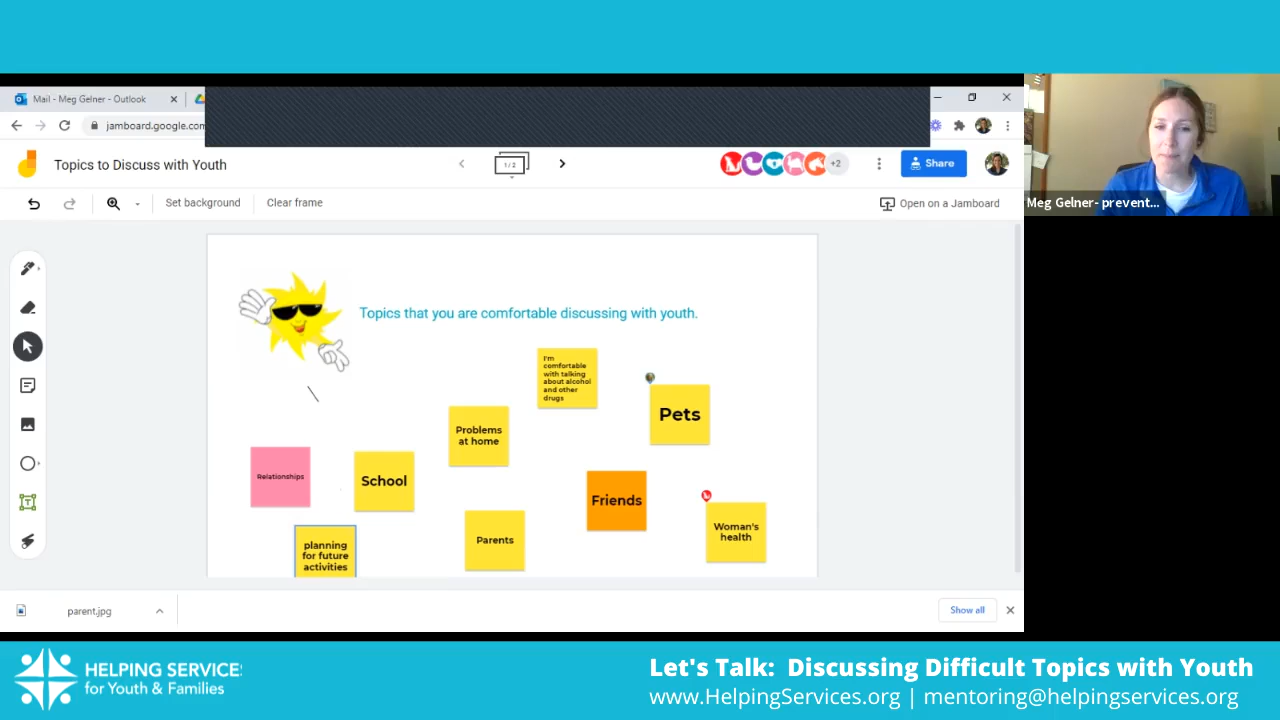 Mail - Meg Gelner - Outlook
jamboard.google.com
Topics to Discuss with Youth
1 / 2
+2
Share
Set background
Clear frame
Open on a Jamboard
Meg Gelner- prevent...
Topics that you are comfortable discussing with youth.
I'm
comfortable
with talking
about alcohol
and other
drugs
Pets
Problems
at home
Relationships
School
Friends
Woman's
health
Parents
planning
for future
activities
parent.jpg
Show all
HELPING SERVICES
for Youth & Families
Let's Talk: Discussing Difficult Topics with Youth
www.HelpingServices.org | mentoring@helpingservices.org